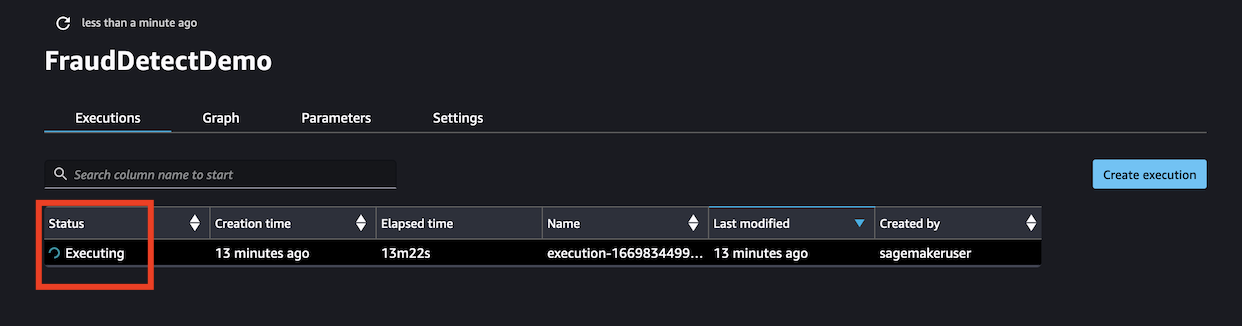 less than a minute ago
FraudDetectDemo
Executions Graph Parameters Settings
Search column name to start
Create execution
Status Creation time Elapsed time Name Last modified Created by
Executing 13 minutes ago 13m22s execution-1669834499... 13 minutes ago sagemakeruser